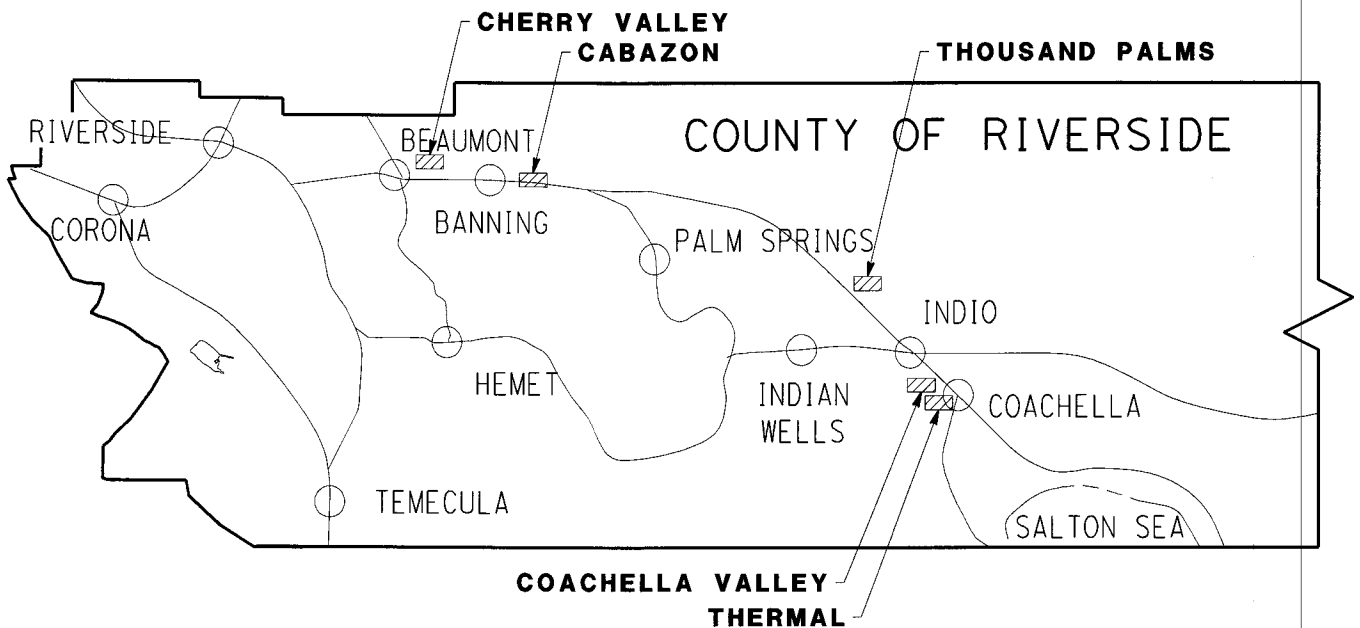 CHERRY VALLEY
CABAZON
THOUSAND PALMS
RIVERSIDE
BEAUMONT
COUNTY OF RIVERSIDE
CORONA
BANNING
PALM SPRINGS
INDIO
HEMET
INDIAN
WELLS
COACHELLA
TEMECULA
SALTON SEA
COACHELLA VALLEY
THERMAL